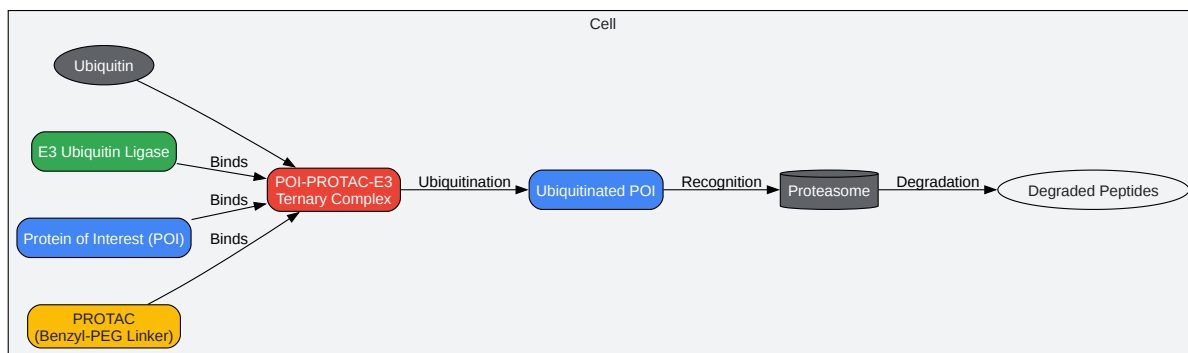 Cell
Ubiquitin
E3 Ubiquitin Ligase
Binds
Protein of Interest (POI)
Binds
PROTAC
(Benzyl-PEG Linker)
Binds
POI-PROTAC-E3
Ternary Complex
Ubiquitination
Ubiquitinated POI
Recognition
Proteasome
Degradation
Degraded Peptides